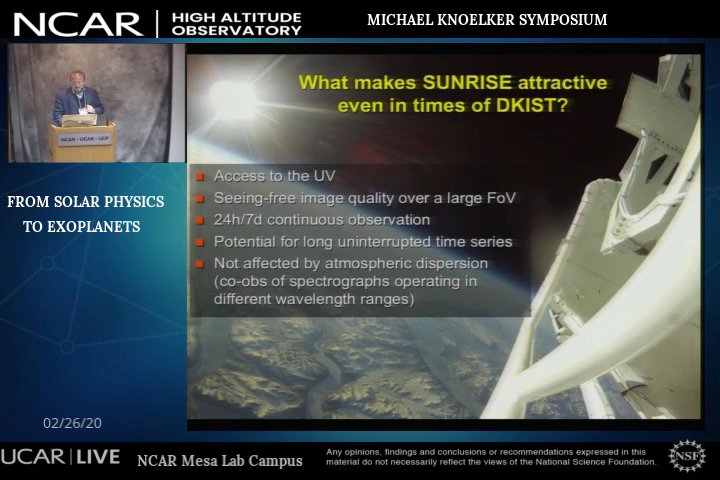 NCAR
HIGH ALTITUDE
OBSERVATORY
MICHAEL KNOELKER SYMPOSIUM
NCAR • UCAR • UCP
FROM SOLAR PHYSICS
TO EXOPLANETS
What makes SUNRISE attractive
even in times of DKIST?
Access to the UV
Seeing-free image quality over a large FoV
24h/7d continuous observation
Potential for long uninterrupted time series
Not affected by atmospheric dispersion
(co-obs of spectrographs operating in
different wavelength ranges)
02/26/20
UCAR | LIVE
NCAR Mesa Lab Campus
Any opinions, findings and conclusions or recommendations expressed in this
material do not necessarily reflect the views of the National Science Foundation.
NSF